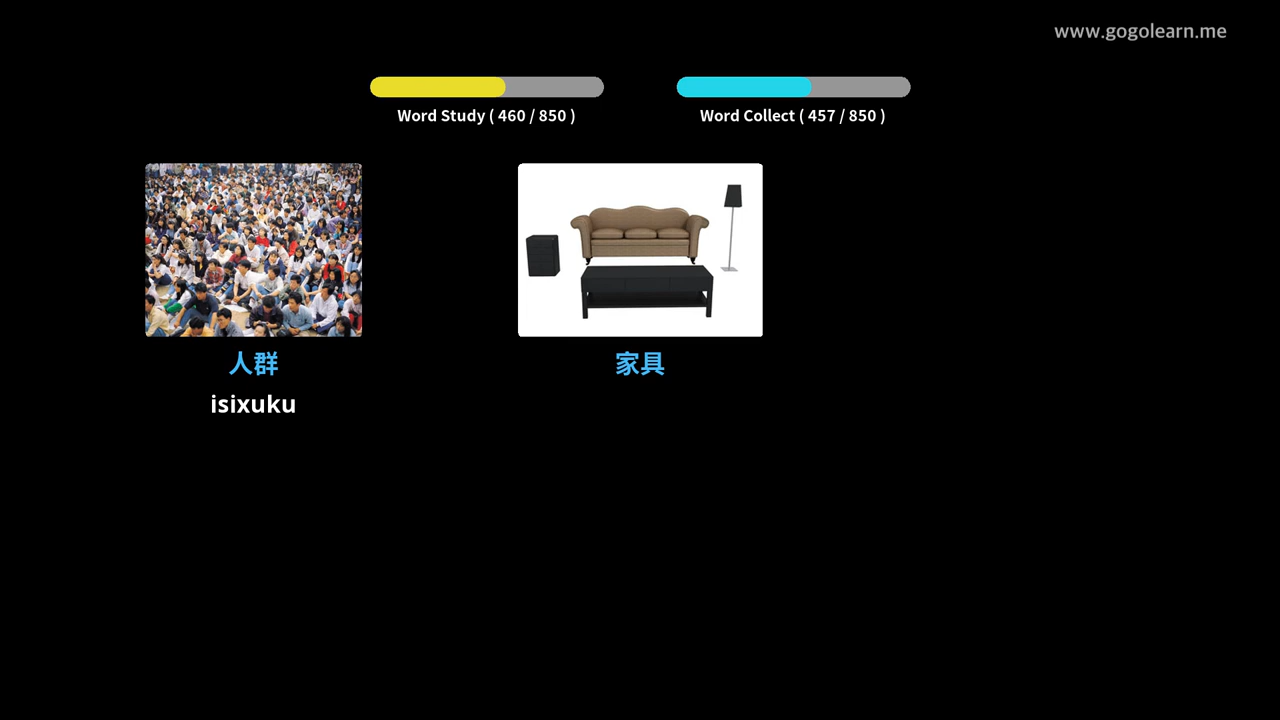 www.gogolearn.me
Word Study ( 460 / 850 )
Word Collect ( 457 / 850 )
人群
家具
isixuku